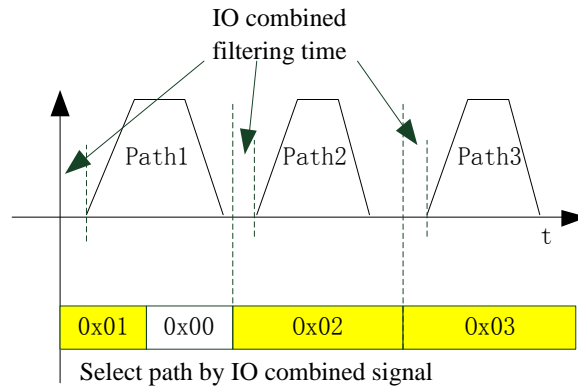 IO combined
filtering time
Path1
Path2
Path3
t
0x01
0x00
0x02
0x03
Select path by IO combined signal